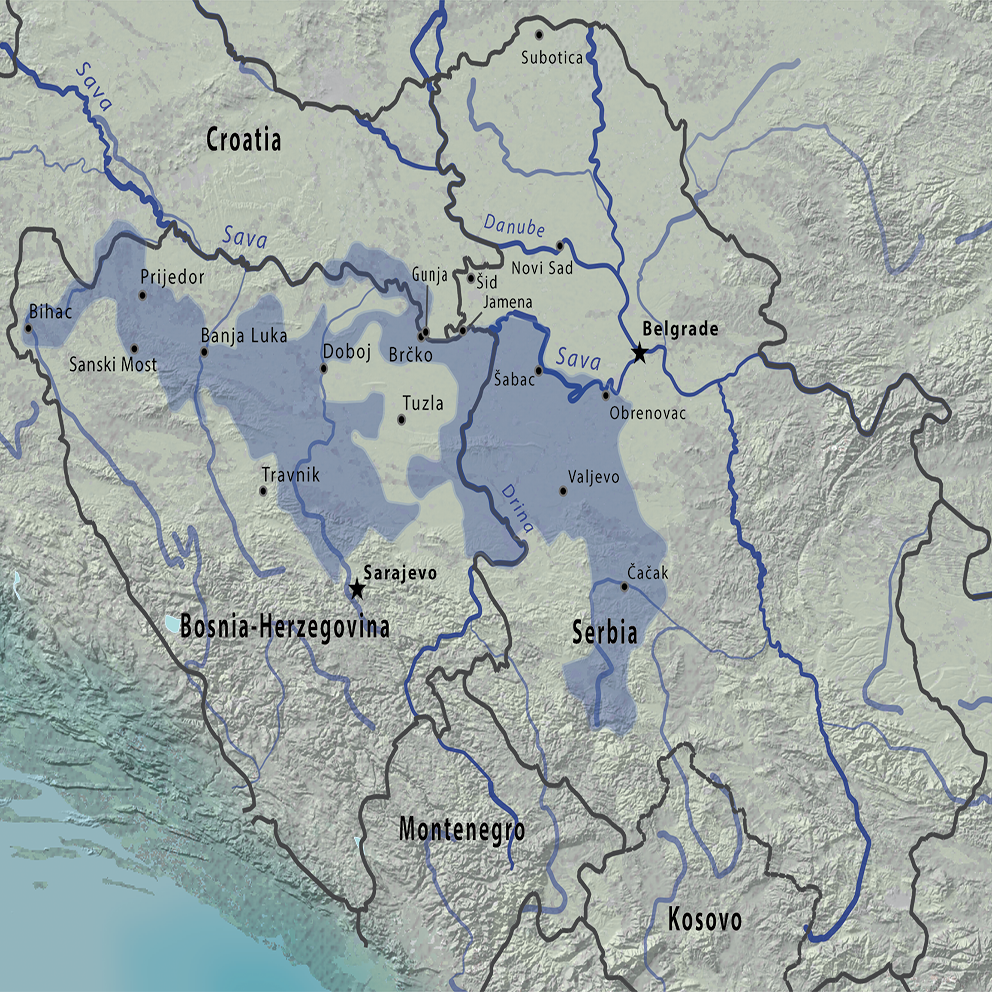 Subotica
Sava
Croatia
Danube
Sava
Novi Sad
Gunja
Šid
Prijedor
Jamena
Bihac
Belgrade
Banja Luka
Doboj
Brčko
Sava
Sanski Most
Šabac
Tuzla
Obrenovac
Travnik
Valjevo
Drina
Sarajevo
Čačak
Bosnia-Herzegovina
Serbia
Montenegro
Kosovo